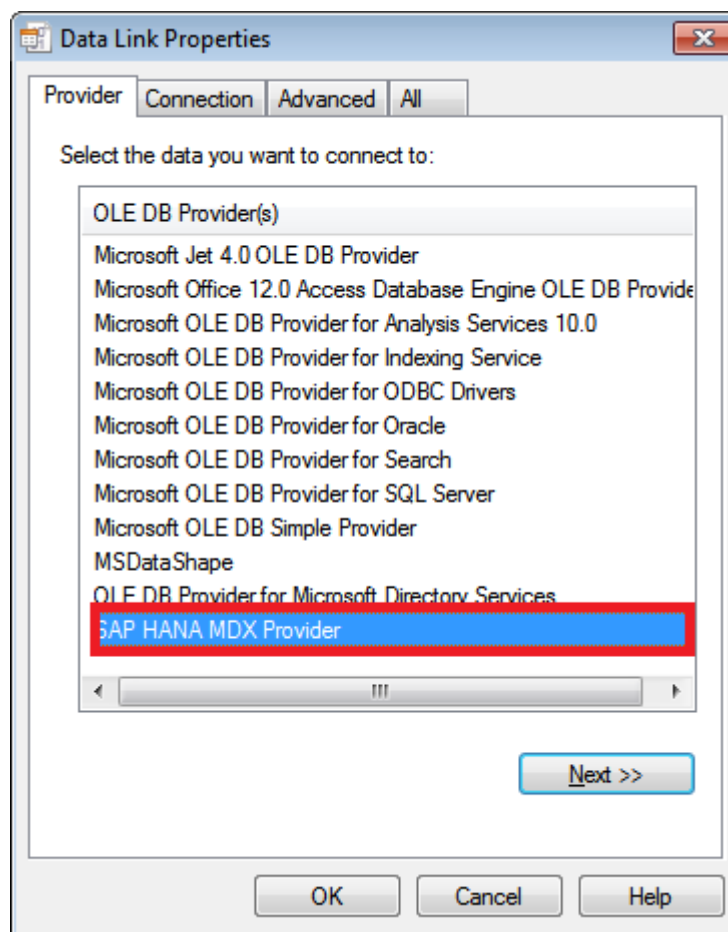 Data Link Properties
Provider Connection Advanced All
Select the data you want to connect to:
OLE DB Provider(s)
Microsoft Jet 4.0 OLE DB Provider
Microsoft Office 12.0 Access Database Engine OLE DB Provide
Microsoft OLE DB Provider for Analysis Services 10.0
Microsoft OLE DB Provider for Indexing Service
Microsoft OLE DB Provider for ODBC Drivers
Microsoft OLE DB Provider for Oracle
Microsoft OLE DB Provider for Search
Microsoft OLE DB Provider for SQL Server
Microsoft OLE DB Simple Provider
MSDataShape
OLE DB Provider for Microsoft Directory Services
SAP HANA MDX Provider
Next >>
OK Cancel Help